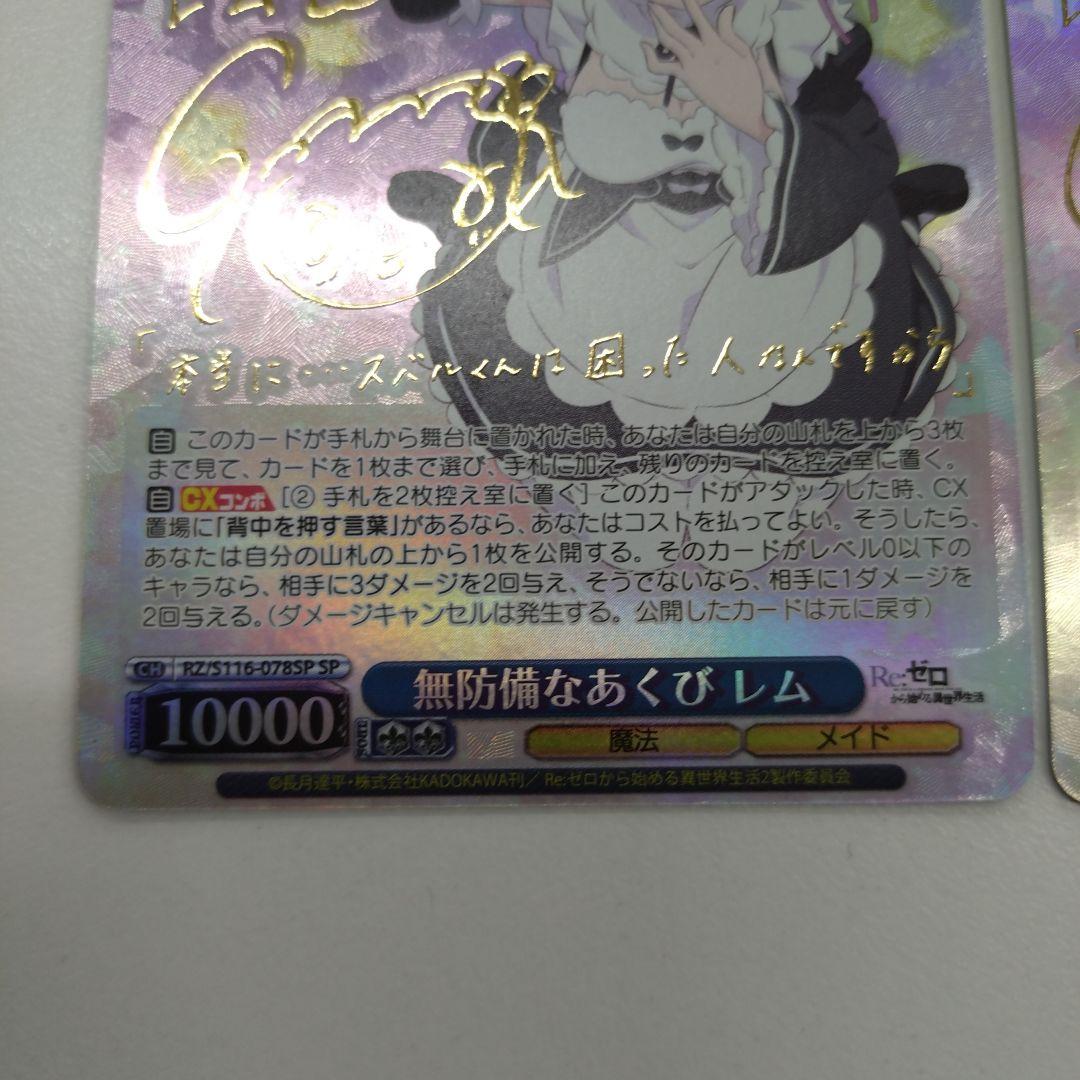 「本当に…スバルくんは困った人なんですから」
自 このカードが手札から舞台に置かれた時、あなたは自分の山札を上から3枚
まで見て、カードを1枚まで選び、手札に加え、残りのカードを控え室に置く。
自 CXコンボ [② 手札を2枚控え室に置く] このカードがアタックした時、CX
置場に「背中を押す言葉」があるなら、あなたはコストを払ってよい。そうしたら、
あなたは自分の山札の上から1枚を公開する。そのカードがレベル0以下の
キャラなら、相手に3ダメージを2回与え、そうでないなら、相手に1ダメージを
2回与える。(ダメージキャンセルは発生する。公開したカードは元に戻す)
CH RZ/S116-078SP SP
無防備なあくび レム
Re:ゼロ
から始める異世界生活
POWER 10000
魔法 メイド
©長月達平・株式会社KADOKAWA刊／Re:ゼロから始める異世界生活2製作委員会